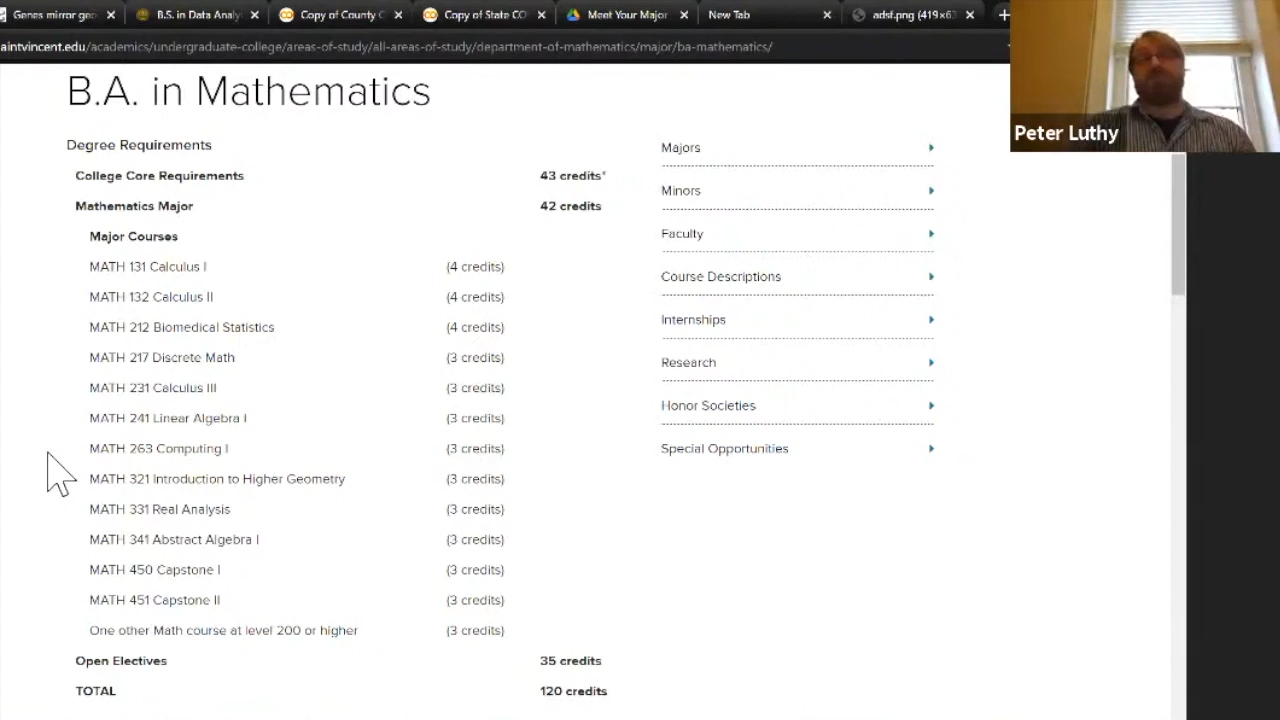 Genes mirror geo
B.S. in Data Analy
Copy of County C
Copy of State CO
Meet Your Major
New Tab
adsf.png (419×63
aintvincent.edu/academics/undergraduate-college/areas-of-study/all-areas-of-study/department-of-mathematics/major/ba-mathematics/
Peter Luthy
B.A. in Mathematics
Degree Requirements
College Core Requirements 43 credits*
Mathematics Major 42 credits
Major Courses
MATH 131 Calculus I (4 credits)
MATH 132 Calculus II (4 credits)
MATH 212 Biomedical Statistics (4 credits)
MATH 217 Discrete Math (3 credits)
MATH 231 Calculus III (3 credits)
MATH 241 Linear Algebra I (3 credits)
MATH 263 Computing I (3 credits)
MATH 321 Introduction to Higher Geometry (3 credits)
MATH 331 Real Analysis (3 credits)
MATH 341 Abstract Algebra I (3 credits)
MATH 450 Capstone I (3 credits)
MATH 451 Capstone II (3 credits)
One other Math course at level 200 or higher (3 credits)
Open Electives 35 credits
TOTAL 120 credits
Majors
Minors
Faculty
Course Descriptions
Internships
Research
Honor Societies
Special Opportunities